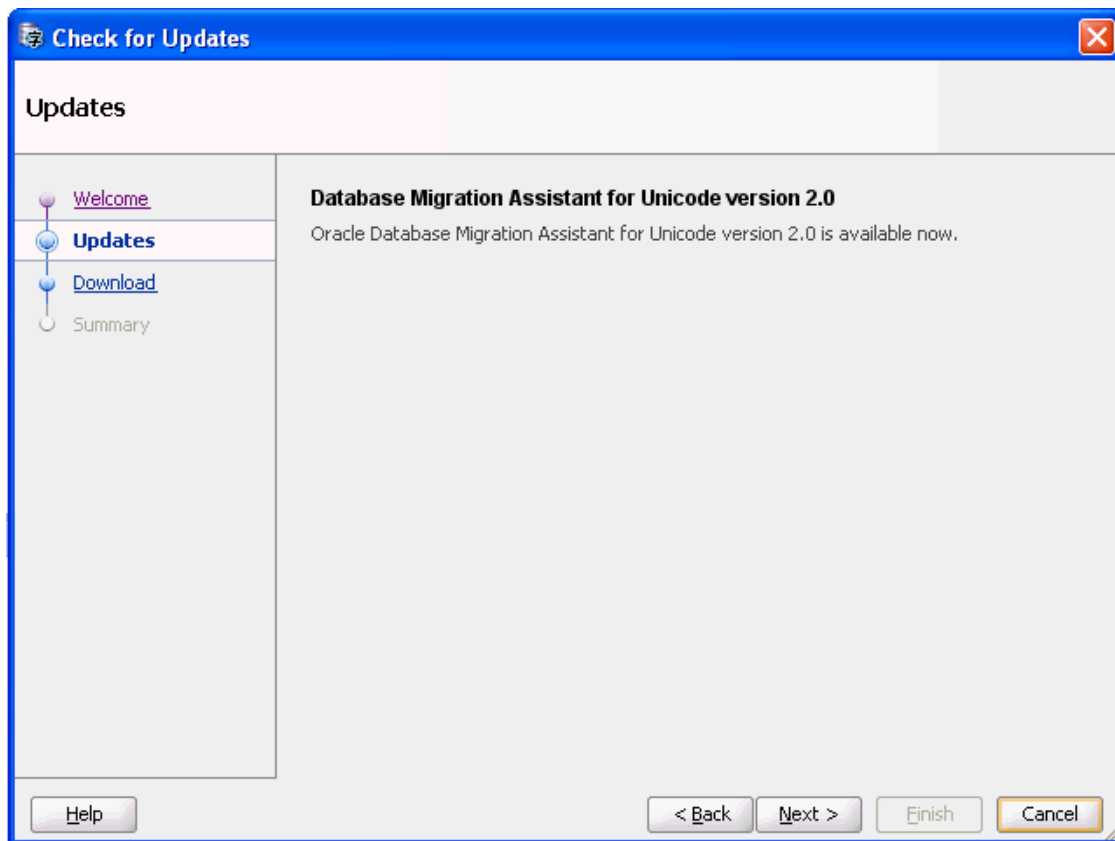 Check for Updates
Updates
Welcome
Updates
Download
Summary
Database Migration Assistant for Unicode version 2.0
Oracle Database Migration Assistant for Unicode version 2.0 is available now.
Help
< Back
Next >
Finish
Cancel